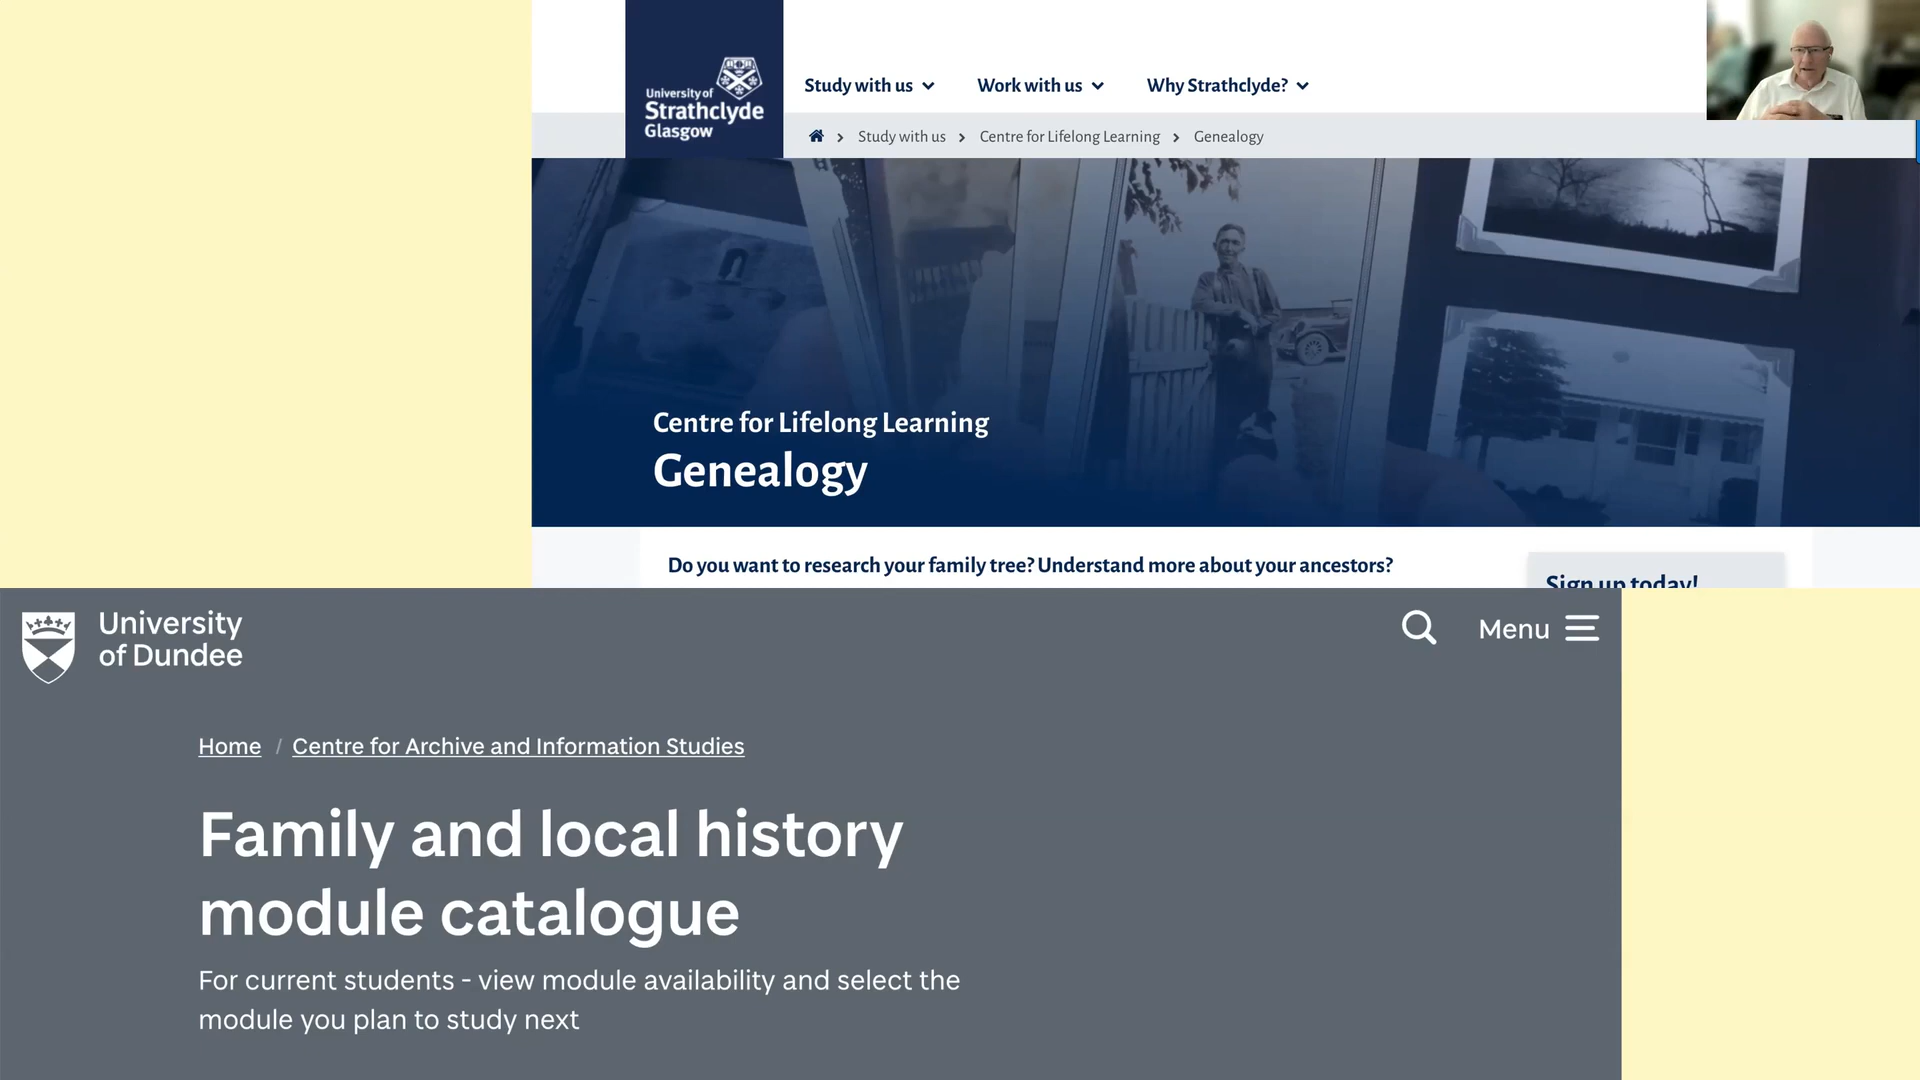 University of
Strathclyde
Glasgow
Study with us
Work with us
Why Strathclyde?
Study with us
Centre for Lifelong Learning
Genealogy
Centre for Lifelong Learning
Genealogy
Do you want to research your family tree? Understand more about your ancestors?
Sign up today!
University
of Dundee
Menu
Home / Centre for Archive and Information Studies
Family and local history
module catalogue
For current students - view module availability and select the
module you plan to study next